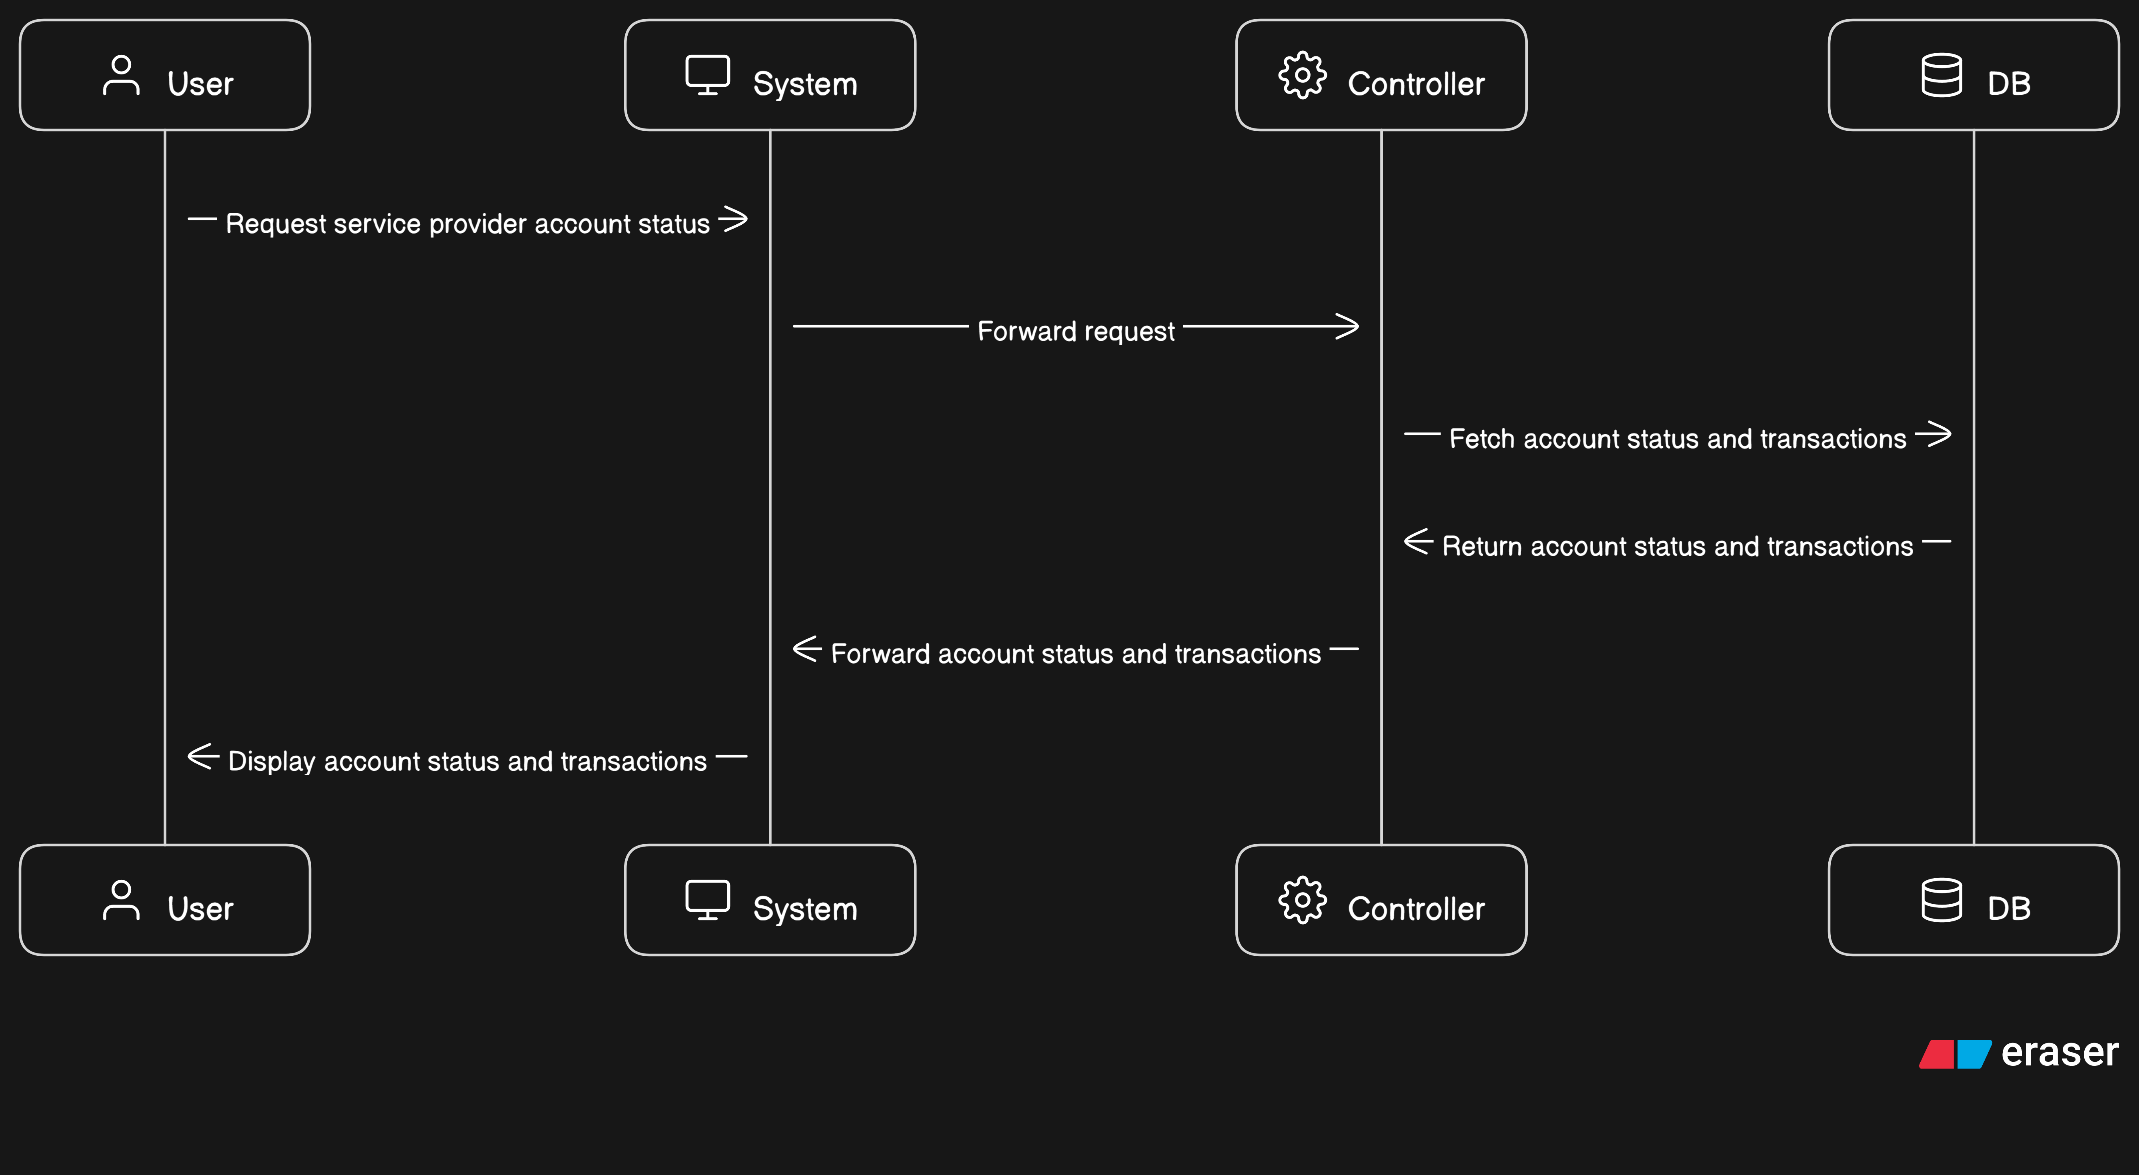 User
System
Controller
DB
Request service provider account status
Forward request
Fetch account status and transactions
Return account status and transactions
Forward account status and transactions
Display account status and transactions
User
System
Controller
DB
eraser